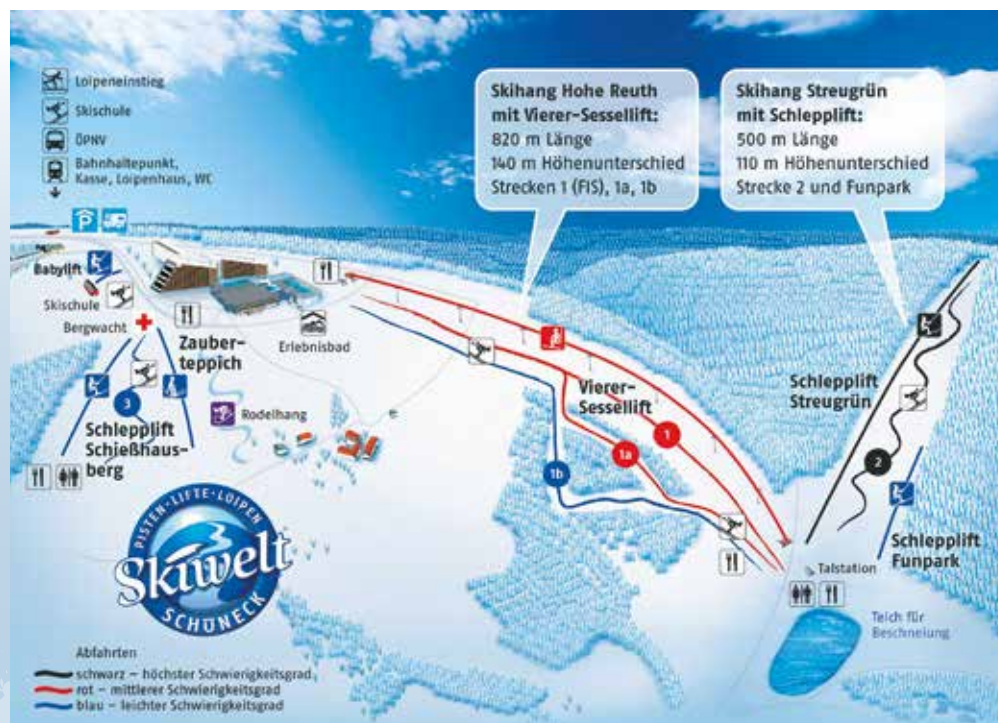 Loipeneinstieg
Skischule
ÖPNV
Bahnhaltepunkt,
Kasse, Loipenhaus, WC
Skihang Hohe Reuth
mit Vierer-Sessellift:
820 m Länge
140 m Höhenunterschied
Strecken 1 (FIS), 1a, 1b
Skihang Streugrün
mit Schlepplift:
500 m Länge
110 m Höhenunterschied
Strecke 2 und Funpark
P
Babylift
Skischule
Bergwacht
Zauber-
teppich
Erlebnisbad
3
Schlepplift
Schießhaus-
berg
Rodelhang
Vierer-
Sessellift
1
1a
1b
Schlepplift
Streugrün
2
Schlepplift
Funpark
Talstation
Teich für
Beschneiung
PISTEN·LIFTE·LOIPEN
Skiwelt
SCHÖNECK
Abfahrten
schwarz – höchster Schwierigkeitsgrad
rot – mittlerer Schwierigkeitsgrad
blau – leichter Schwierigkeitsgrad